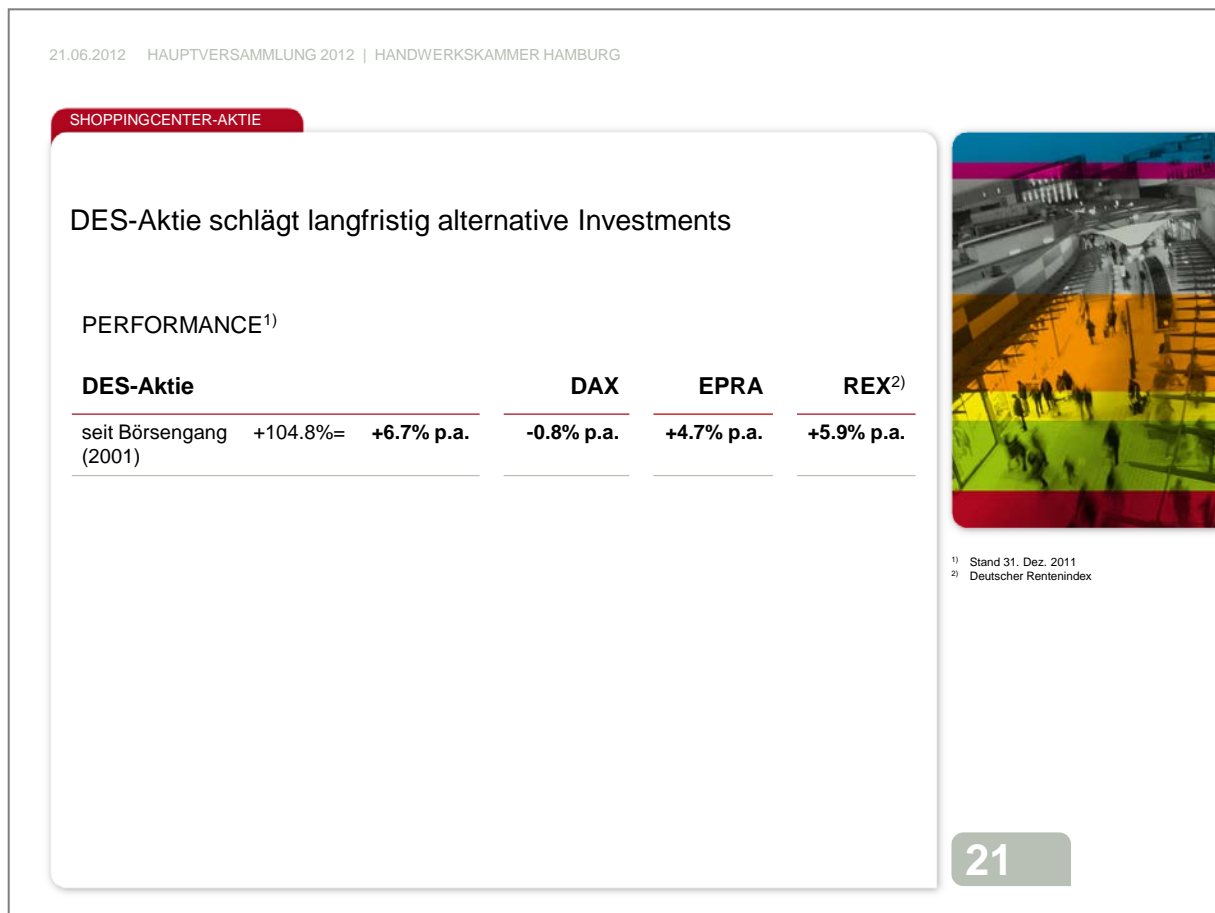 21.06.2012 HAUPTVERSAMMLUNG 2012 | HANDWERKSKAMMER HAMBURG
SHOPPINGCENTER-AKTIE
DES-Aktie schlägt langfristig alternative Investments
PERFORMANCE1)
DES-Aktie DAX EPRA REX2)
seit Börsengang +104.8%= +6.7% p.a. -0.8% p.a. +4.7% p.a. +5.9% p.a.
(2001)
1) Stand 31. Dez. 2011
2) Deutscher Rentenindex
21